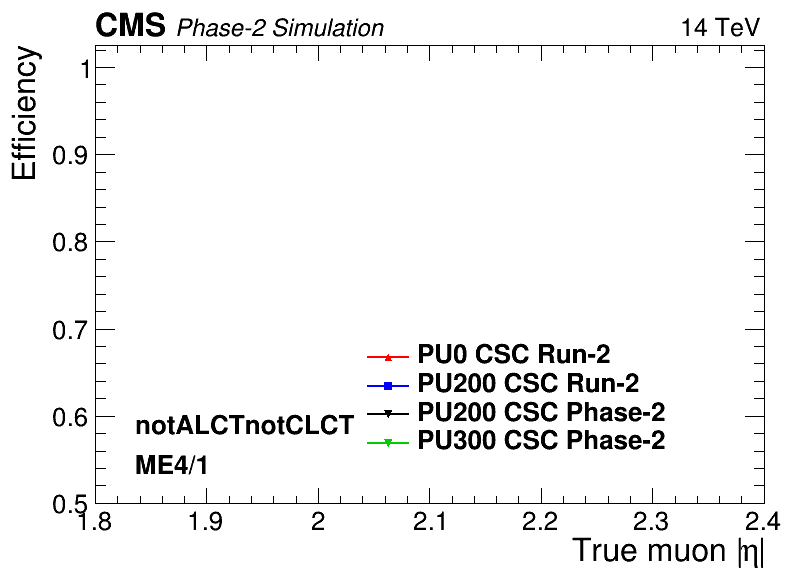 CMS Phase-2 Simulation 14 TeV
Efficiency
1
0.9
0.8
0.7
0.6
0.5
PU0 CSC Run-2
PU200 CSC Run-2
PU200 CSC Phase-2
PU300 CSC Phase-2
notALCTnotCLCT
ME4/1
1.8 1.9 2 2.1 2.2 2.3 2.4
True muon |η|